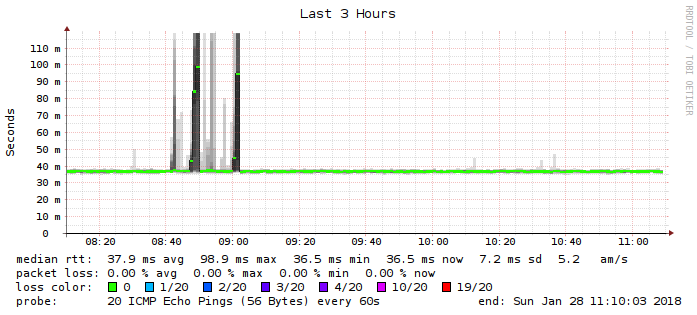 Last 3 Hours
RRDTOOL / TOBI OETIKER
Seconds
110 m
100 m
90 m
80 m
70 m
60 m
50 m
40 m
30 m
20 m
10 m
0
08:20 08:40 09:00 09:20 09:40 10:00 10:20 10:40 11:00
median rtt: 37.9 ms avg 98.9 ms max 36.5 ms min 36.5 ms now 7.2 ms sd 5.2 am/s
packet loss: 0.00 % avg 0.00 % max 0.00 % min 0.00 % now
loss color: 0 1/20 2/20 3/20 4/20 10/20 19/20
probe: 20 ICMP Echo Pings (56 Bytes) every 60s end: Sun Jan 28 11:10:03 2018